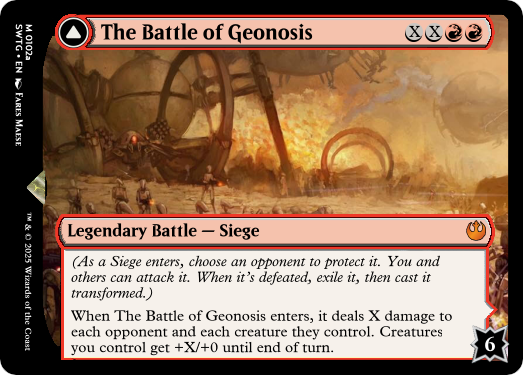 The Battle of Geonosis
X X R R
Legendary Battle — Siege
(As a Siege enters, choose an opponent to protect it. You and
others can attack it. When it's defeated, exile it, then cast it
transformed.)
When The Battle of Geonosis enters, it deals X damage to
each opponent and each creature they control. Creatures
you control get +X/+0 until end of turn.
6
M 0102a
SWTG • EN Fares Maese
™ & © 2025 Wizards of the Coast